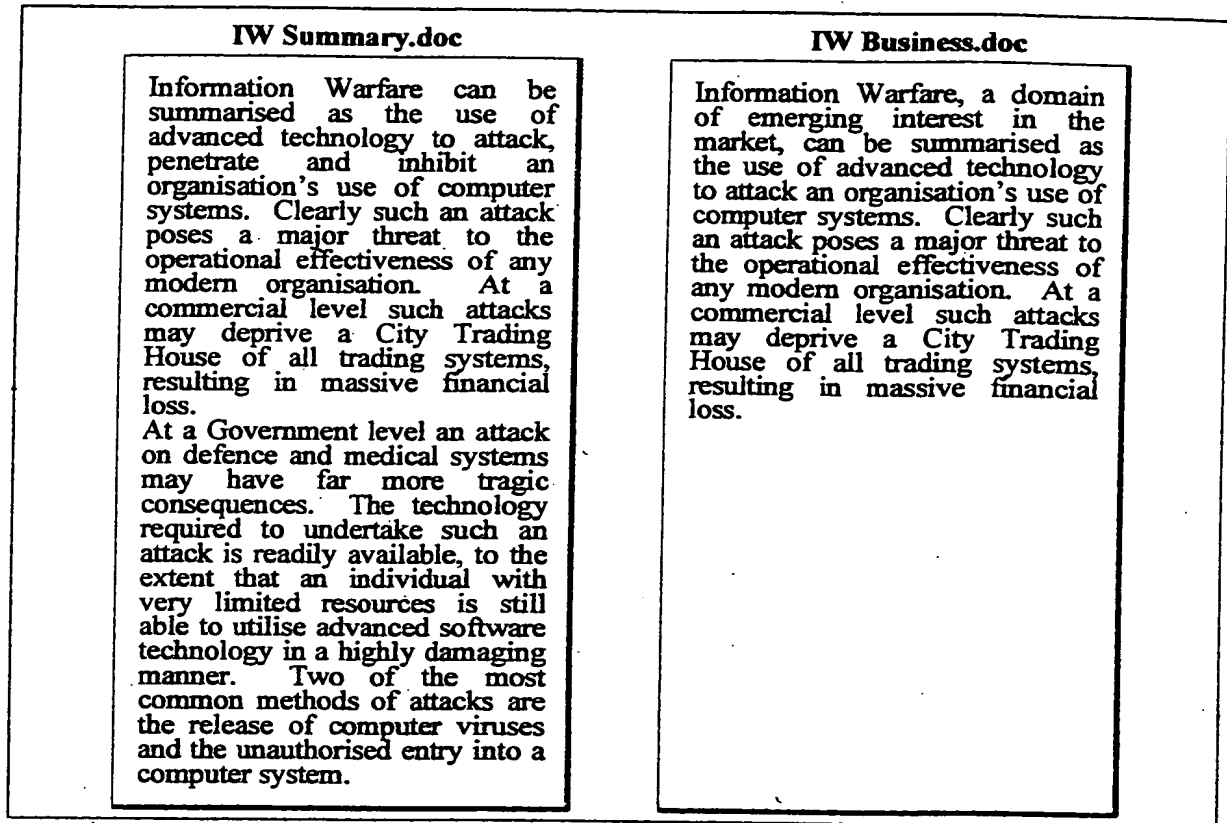 IW Summary.doc
Information Warfare can be
summarised as the use of
advanced technology to attack,
penetrate and inhibit an
organisation's use of computer
systems. Clearly such an attack
poses a major threat to the
operational effectiveness of any
modern organisation. At a
commercial level such attacks
may deprive a City Trading
House of all trading systems,
resulting in massive financial
loss.
At a Government level an attack
on defence and medical systems
may have far more tragic
consequences. The technology
required to undertake such an
attack is readily available, to the
extent that an individual with
very limited resources is still
able to utilise advanced software
technology in a highly damaging
manner. Two of the most
common methods of attacks are
the release of computer viruses
and the unauthorised entry into a
computer system.
IW Business.doc
Information Warfare, a domain
of emerging interest in the
market, can be summarised as
the use of advanced technology
to attack an organisation's use of
computer systems. Clearly such
an attack poses a major threat to
the operational effectiveness of
any modern organisation. At a
commercial level such attacks
may deprive a City Trading
House of all trading systems,
resulting in massive financial
loss.